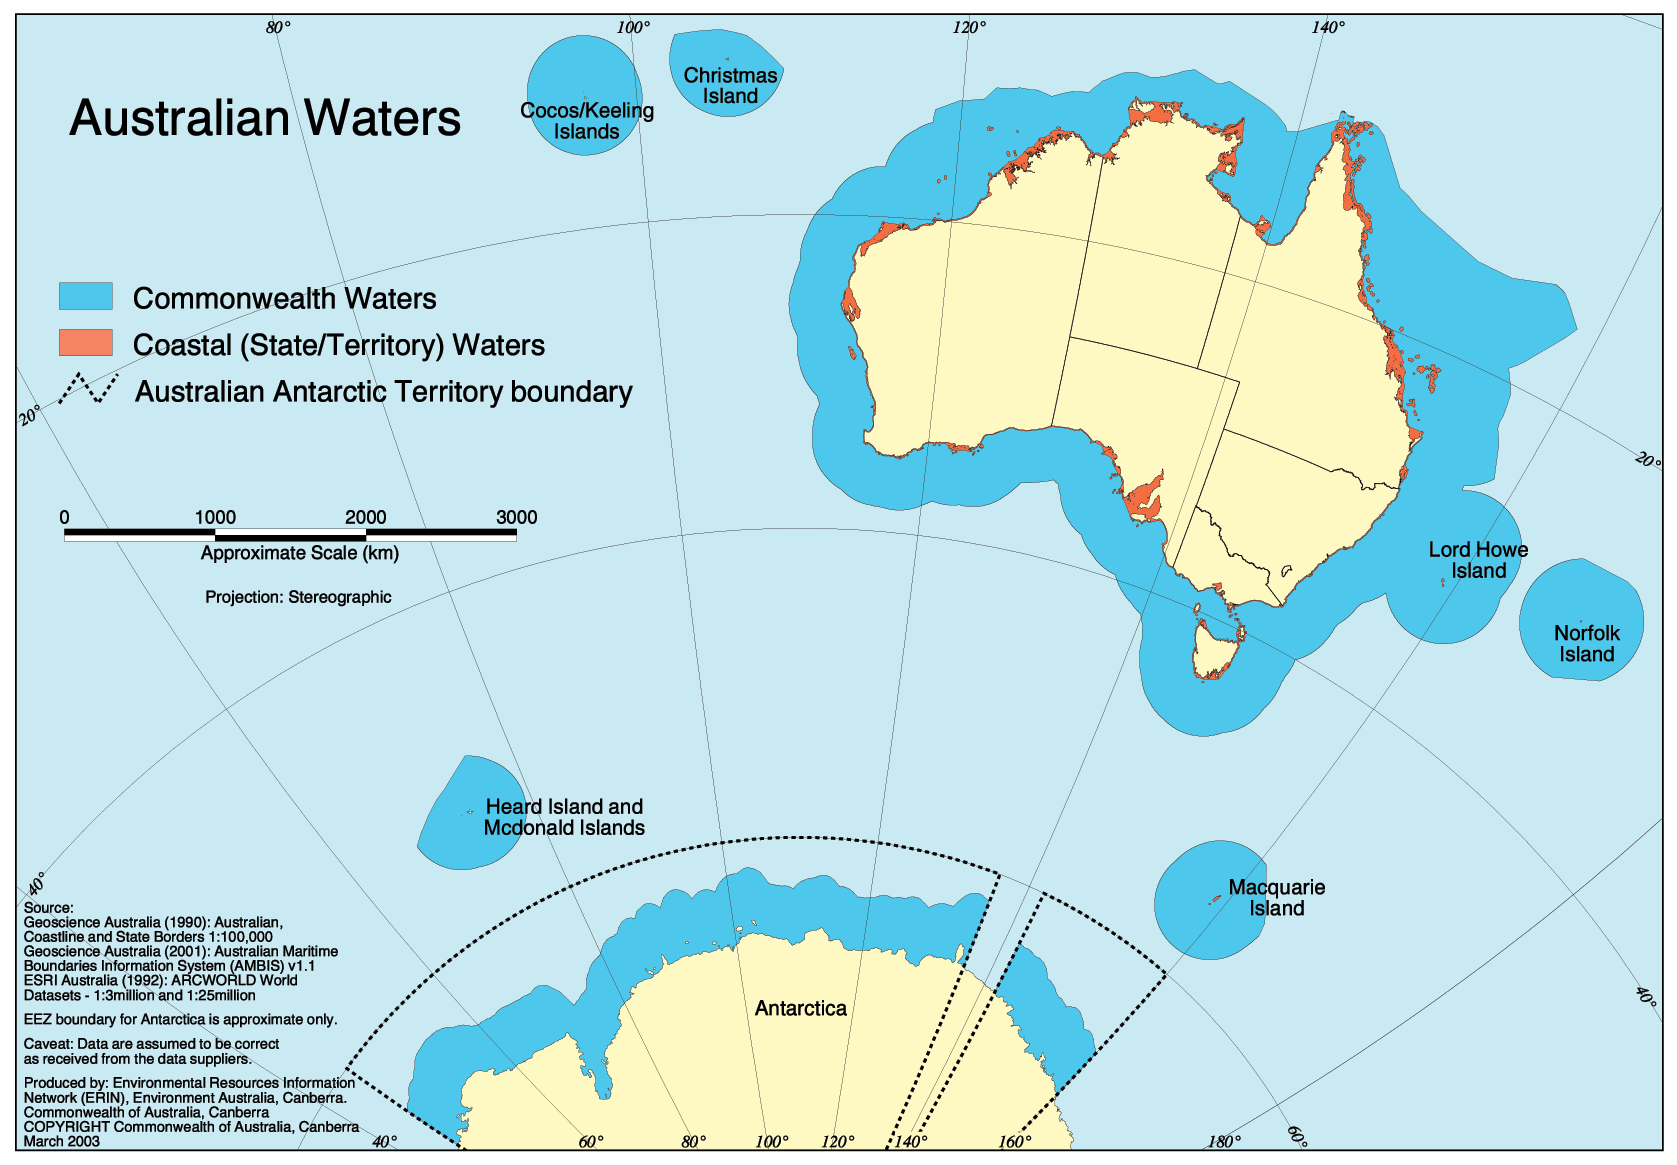 80°
100°
120°
140°
Australian Waters
Cocos/Keeling
Islands
Christmas
Island
Commonwealth Waters
Coastal (State/Territory) Waters
Australian Antarctic Territory boundary
20°
20°
0
1000
2000
3000
Approximate Scale (km)
Projection: Stereographic
Lord Howe
Island
Norfolk
Island
Heard Island and
Mcdonald Islands
Macquarie
Island
40°
40°
Antarctica
Source:
Geoscience Australia (1990): Australian,
Coastline and State Borders 1:100,000
Geoscience Australia (2001): Australian Maritime
Boundaries Information System (AMBIS) v1.1
ESRI Australia (1992): ARCWORLD World
Datasets - 1:3million and 1:25million
EEZ boundary for Antarctica is approximate only.
Caveat: Data are assumed to be correct
as received from the data suppliers.
Produced by: Environmental Resources Information
Network (ERIN), Environment Australia, Canberra.
Commonwealth of Australia, Canberra
COPYRIGHT Commonwealth of Australia, Canberra
March 2003
40°
60°
80°
100°
120°
140°
160°
180°
60°